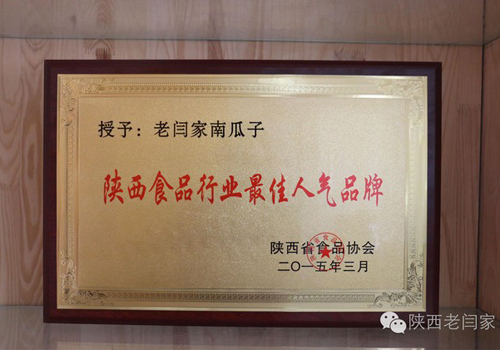 授予：老闫家南瓜子
陕西食品行业最佳人气品牌
陕西省食品协会
二〇一五年三月
陕西老闫家